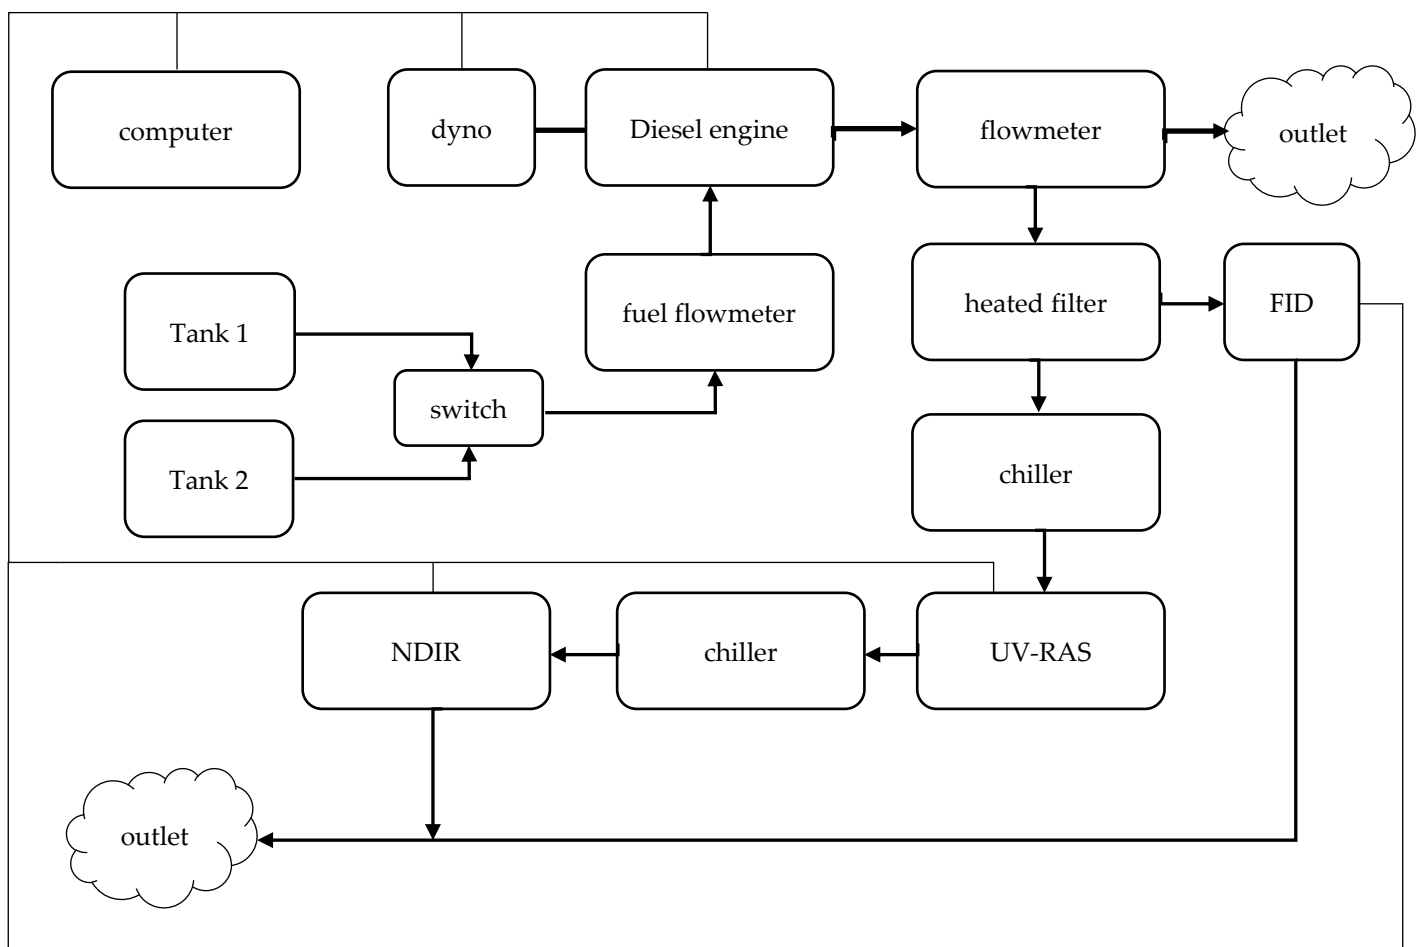 computer
dyno
Diesel engine
flowmeter
outlet
Tank 1
fuel flowmeter
heated filter
FID
switch
Tank 2
chiller
NDIR
chiller
UV-RAS
outlet